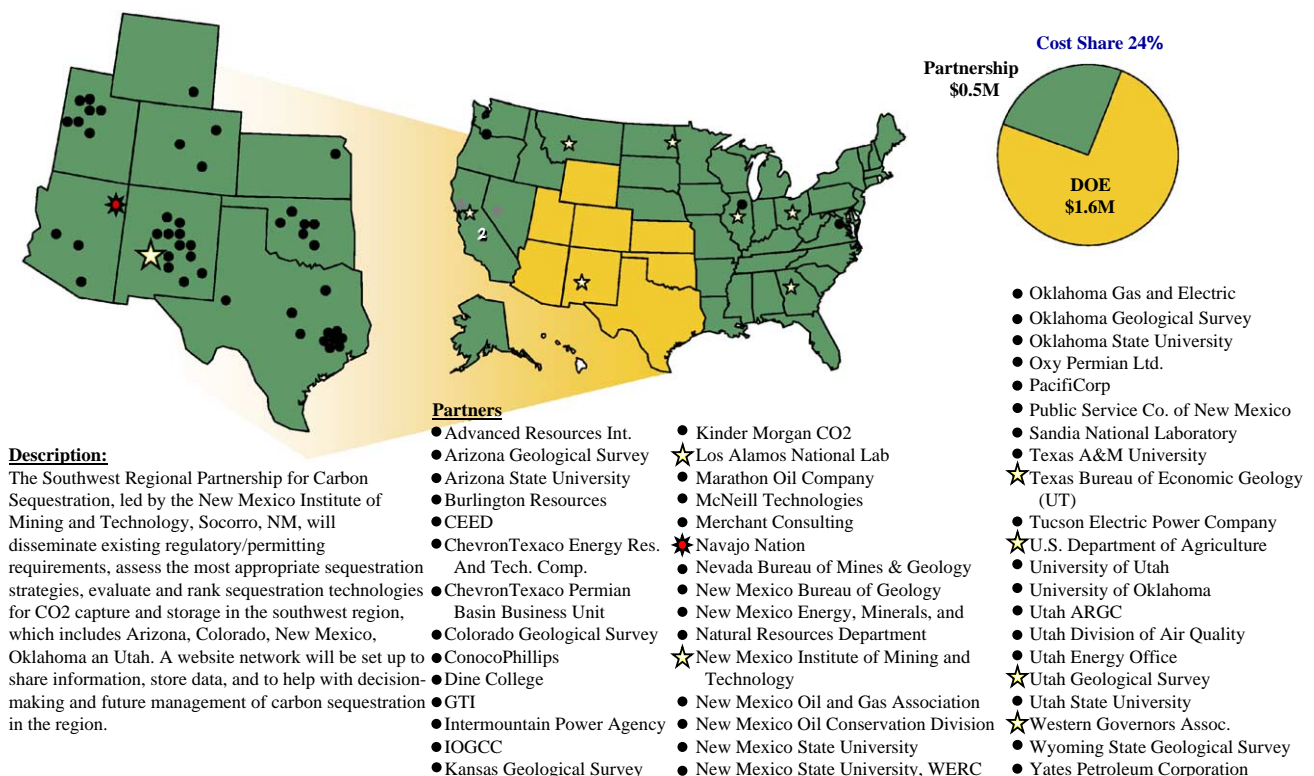 Cost Share 24%
Partnership
$0.5M
DOE
$1.6M
2
Description:
The Southwest Regional Partnership for Carbon
Sequestration, led by the New Mexico Institute of
Mining and Technology, Socorro, NM, will
disseminate existing regulatory/permitting
requirements, assess the most appropriate sequestration
strategies, evaluate and rank sequestration technologies
for CO2 capture and storage in the southwest region,
which includes Arizona, Colorado, New Mexico,
Oklahoma an Utah. A website network will be set up to
share information, store data, and to help with decision-
making and future management of carbon sequestration
in the region.
Partners
Advanced Resources Int.
Arizona Geological Survey
Arizona State University
Burlington Resources
CEED
ChevronTexaco Energy Res.
And Tech. Comp.
ChevronTexaco Permian
Basin Business Unit
Colorado Geological Survey
ConocoPhillips
Dine College
GTI
Intermountain Power Agency
IOGCC
Kansas Geological Survey
Kinder Morgan CO2
Los Alamos National Lab
Marathon Oil Company
McNeill Technologies
Merchant Consulting
Navajo Nation
Nevada Bureau of Mines & Geology
New Mexico Bureau of Geology
New Mexico Energy, Minerals, and
Natural Resources Department
New Mexico Institute of Mining and
Technology
New Mexico Oil and Gas Association
New Mexico Oil Conservation Division
New Mexico State University
New Mexico State University, WERC
Oklahoma Gas and Electric
Oklahoma Geological Survey
Oklahoma State University
Oxy Permian Ltd.
PacifiCorp
Public Service Co. of New Mexico
Sandia National Laboratory
Texas A&M University
Texas Bureau of Economic Geology
(UT)
Tucson Electric Power Company
U.S. Department of Agriculture
University of Utah
University of Oklahoma
Utah ARGC
Utah Division of Air Quality
Utah Energy Office
Utah Geological Survey
Utah State University
Western Governors Assoc.
Wyoming State Geological Survey
Yates Petroleum Corporation